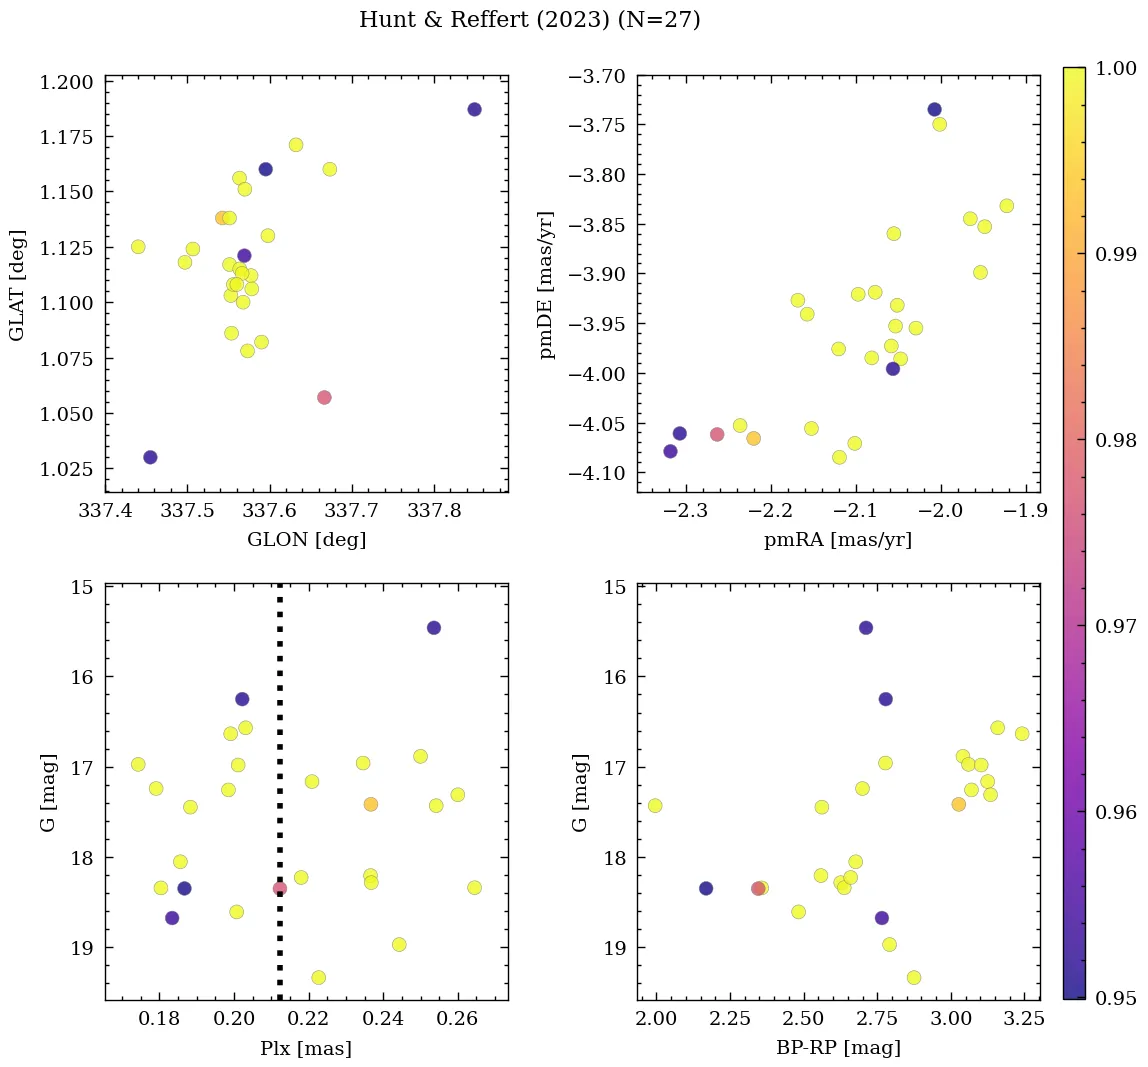 Hunt & Reffert (2023) (N=27)
1.200
1.175
1.150
1.125
1.100
1.075
1.050
1.025
GLAT [deg]
337.4 337.5 337.6 337.7 337.8
GLON [deg]
−3.70
−3.75
−3.80
−3.85
−3.90
−3.95
−4.00
−4.05
−4.10
pmDE [mas/yr]
−2.3 −2.2 −2.1 −2.0 −1.9
pmRA [mas/yr]
15
16
17
18
19
G [mag]
0.18 0.20 0.22 0.24 0.26
Plx [mas]
15
16
17
18
19
G [mag]
2.00 2.25 2.50 2.75 3.00 3.25
BP-RP [mag]
1.00
0.99
0.98
0.97
0.96
0.95